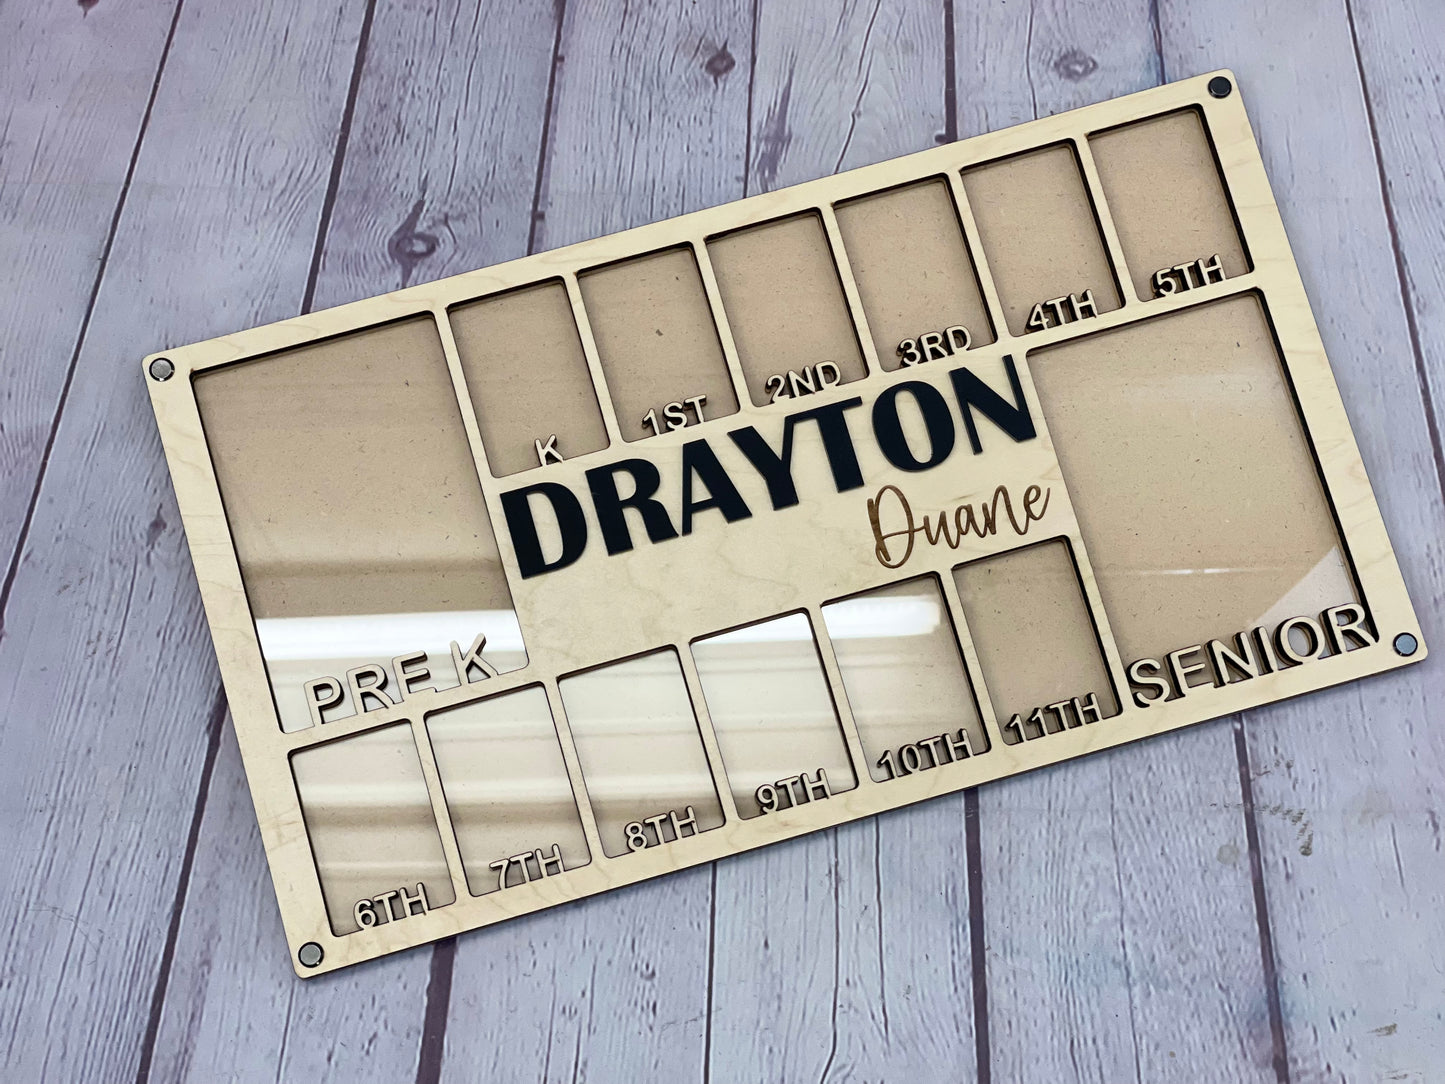 K
1ST
2ND
3RD
4TH
5TH
PRE K
DRAYTON
Duane
SENIOR
6TH
7TH
8TH
9TH
10TH
11TH